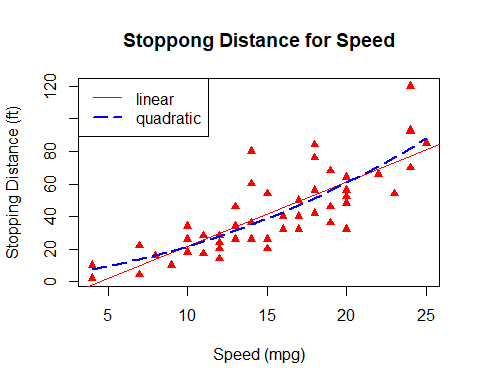 Stoppong Distance for Speed
linear
quadratic
Stopping Distance (ft)
0 20 40 60 80 120
5 10 15 20 25
Speed (mpg)